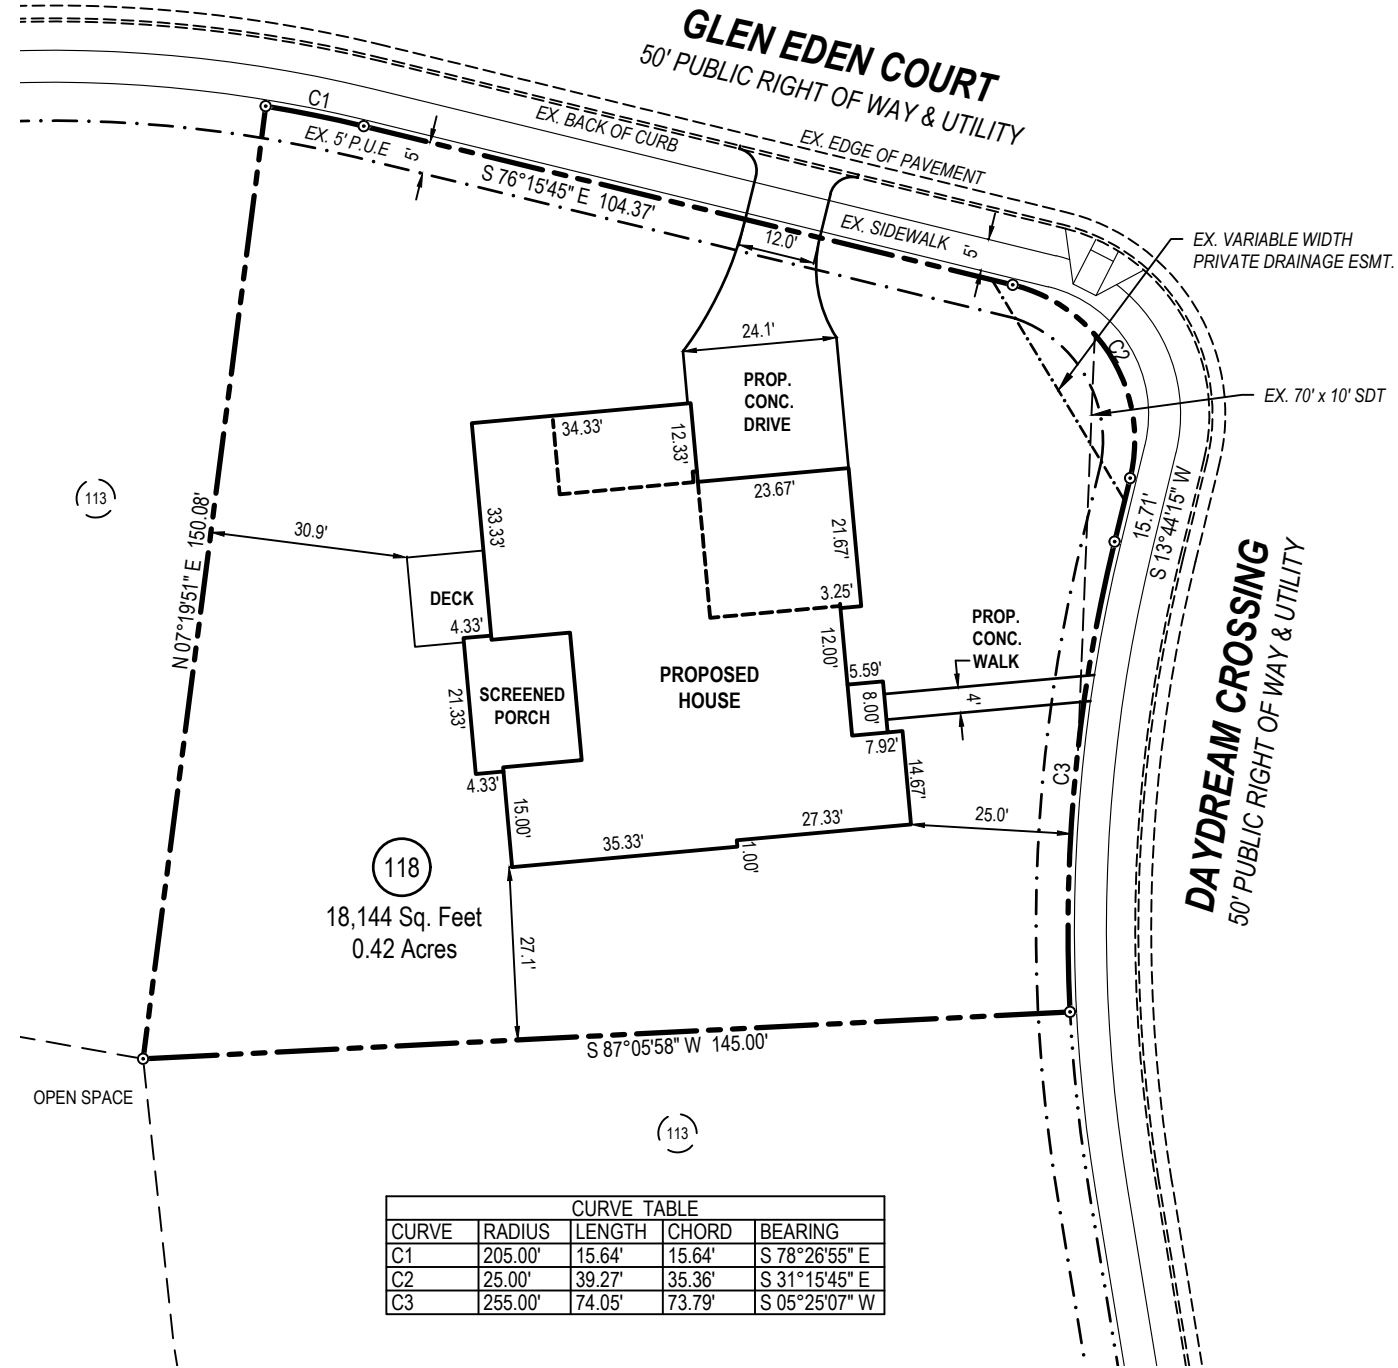 GLEN EDEN COURT
50' PUBLIC RIGHT OF WAY & UTILITY
C1
EX. 5' P.U.E
5'
EX. BACK OF CURB
EX. EDGE OF PAVEMENT
S 76°15'45" E 104.37'
12.0'
EX. SIDEWALK
5'
EX. VARIABLE WIDTH
PRIVATE DRAINAGE ESMT.
C2
EX. 70' x 10' SDT
24.1'
PROP.
CONC.
DRIVE
34.33'
12.33'
23.67'
113
N 07°19'51" E 150.08'
30.9'
33.33'
21.67'
15.71'
S 13°44'15" W
DECK
4.33'
3.25'
12.00'
PROP.
CONC.
WALK
DAYDREAM CROSSING
50' PUBLIC RIGHT OF WAY & UTILITY
PROPOSED
HOUSE
5.59'
8.00'
4'
21.33'
SCREENED
PORCH
7.92'
14.67'
C3
4.33'
15.00'
35.33'
1.00'
27.33'
25.0'
118
18,144 Sq. Feet
0.42 Acres
27.1'
S 87°05'58" W 145.00'
OPEN SPACE
113
CURVE TABLE
CURVE RADIUS LENGTH CHORD BEARING
C1 205.00' 15.64' 15.64' S 78°26'55" E
C2 25.00' 39.27' 35.36' S 31°15'45" E
C3 255.00' 74.05' 73.79' S 05°25'07" W